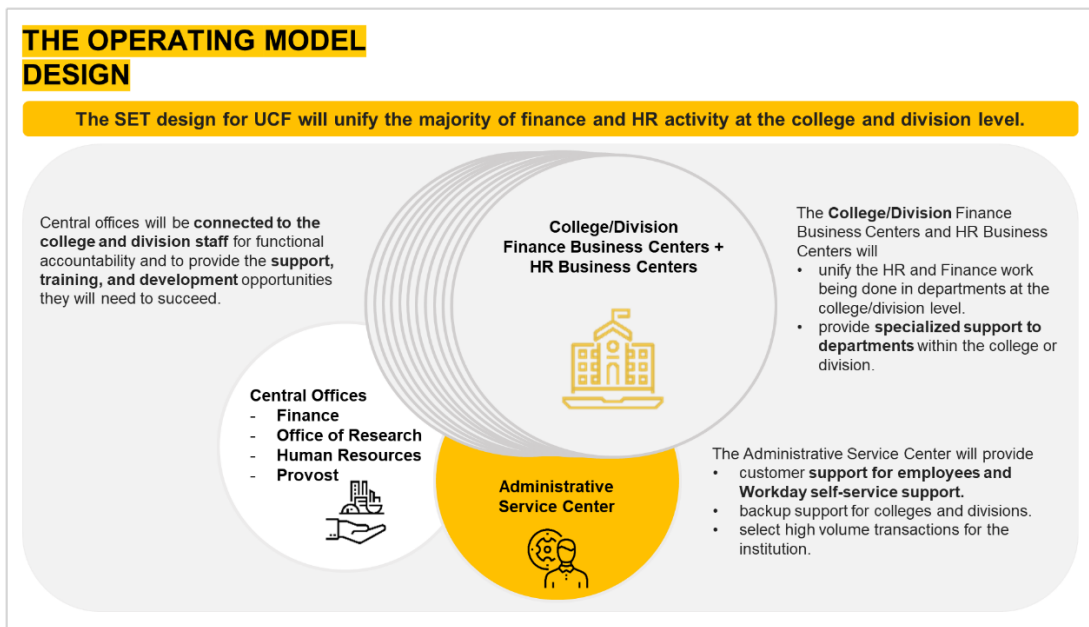 THE OPERATING MODEL
DESIGN
The SET design for UCF will unify the majority of finance and HR activity at the college and division level.
Central offices will be connected to the
college and division staff for functional
accountability and to provide the support,
training, and development opportunities
they will need to succeed.
College/Division
Finance Business Centers +
HR Business Centers
The College/Division Finance
Business Centers and HR Business
Centers will
• unify the HR and Finance work
being done in departments at the
college/division level.
• provide specialized support to
departments within the college or
division.
Central Offices
- Finance
- Office of Research
- Human Resources
- Provost
Administrative
Service Center
The Administrative Service Center will provide
• customer support for employees and
Workday self-service support.
• backup support for colleges and divisions.
• select high volume transactions for the
institution.